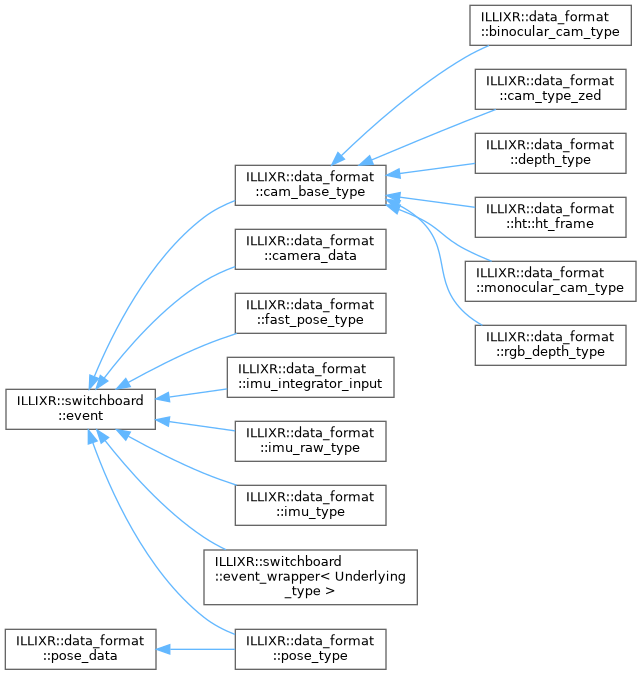 ILLIXR::data_format
::binocular_cam_type
ILLIXR::data_format
::cam_type_zed
ILLIXR::data_format
::depth_type
ILLIXR::data_format
::cam_base_type
ILLIXR::data_format
::ht::ht_frame
ILLIXR::data_format
::camera_data
ILLIXR::data_format
::monocular_cam_type
ILLIXR::data_format
::fast_pose_type
ILLIXR::data_format
::rgb_depth_type
ILLIXR::data_format
::imu_integrator_input
ILLIXR::switchboard
::event
ILLIXR::data_format
::imu_raw_type
ILLIXR::data_format
::imu_type
ILLIXR::switchboard
::event_wrapper< Underlying
_type >
ILLIXR::data_format
::pose_data
ILLIXR::data_format
::pose_type